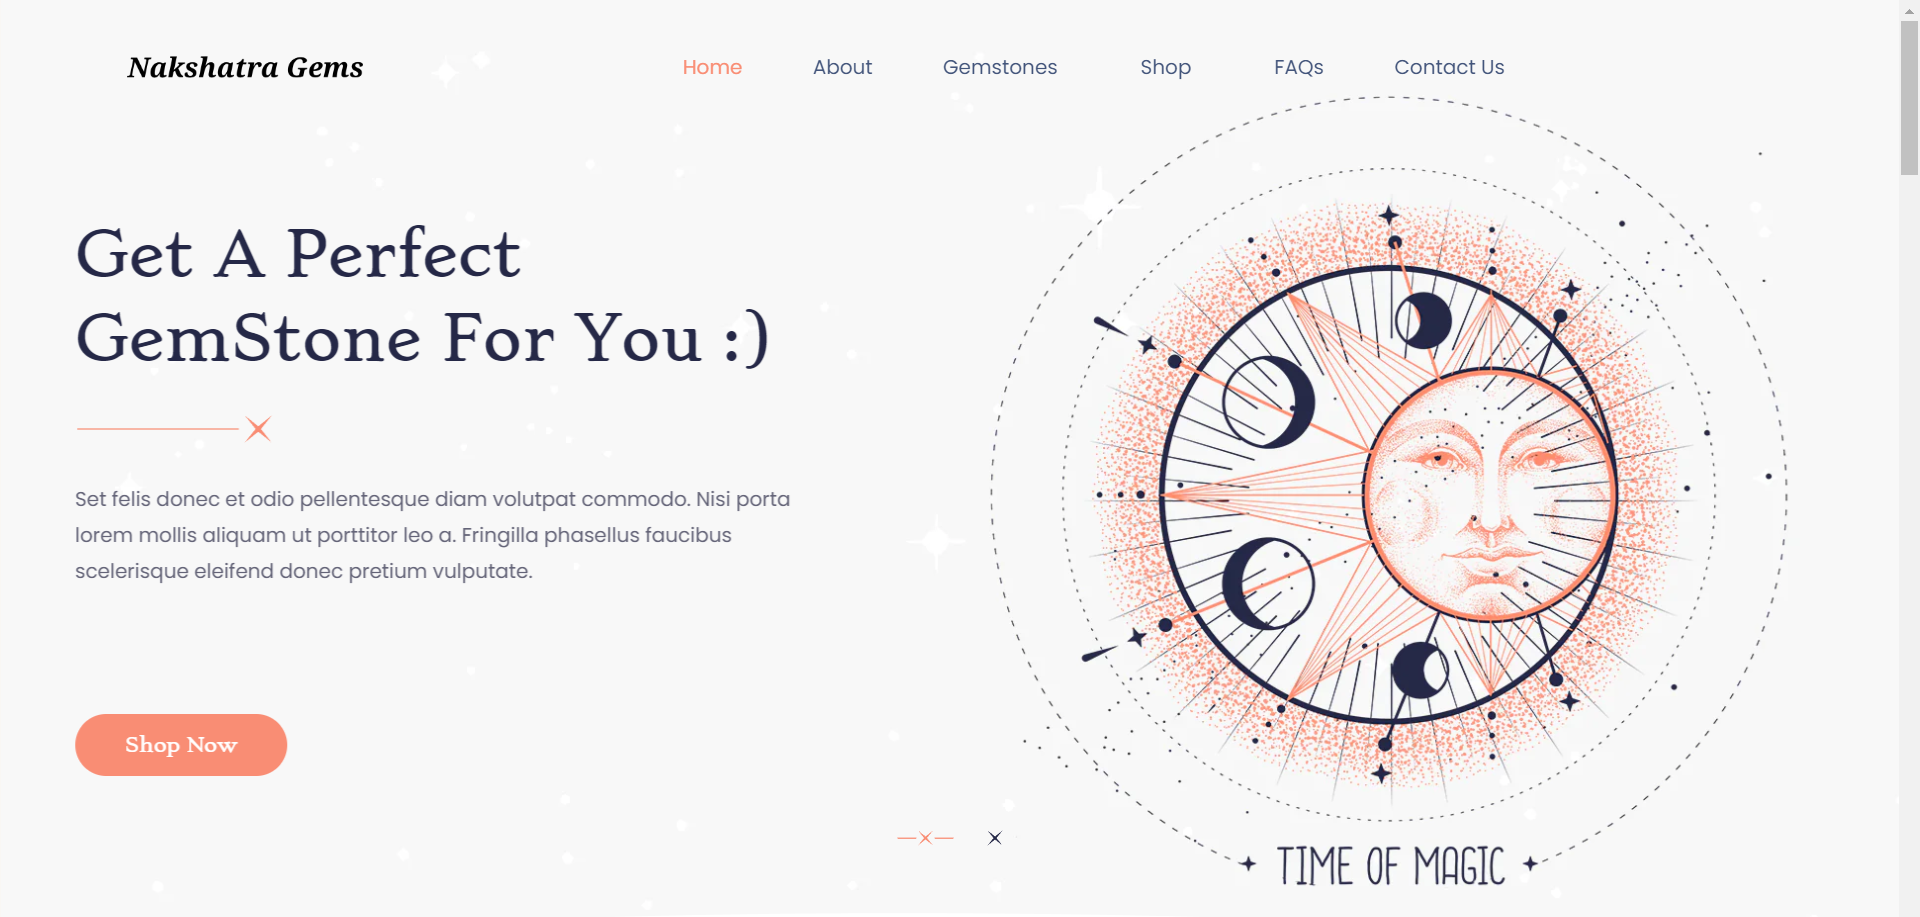 Nakshatra Gems
Home About Gemstones Shop FAQs Contact Us
Get A Perfect
GemStone For You :)
Set felis donec et odio pellentesque diam volutpat commodo. Nisi porta
lorem mollis aliquam ut porttitor leo a. Fringilla phasellus faucibus
scelerisque eleifend donec pretium vulputate.
Shop Now
TIME OF MAGIC